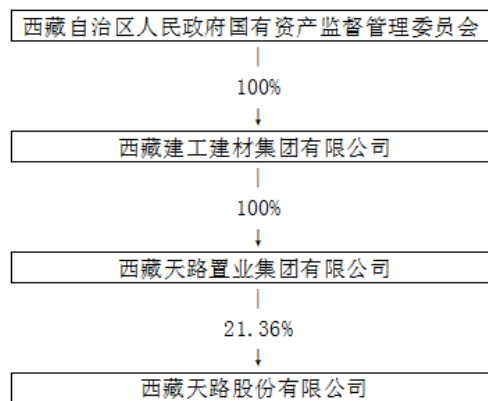 西藏自治区人民政府国有资产监督管理委员会
100%
西藏建工建材集团有限公司
100%
西藏天路置业集团有限公司
21.36%
西藏天路股份有限公司